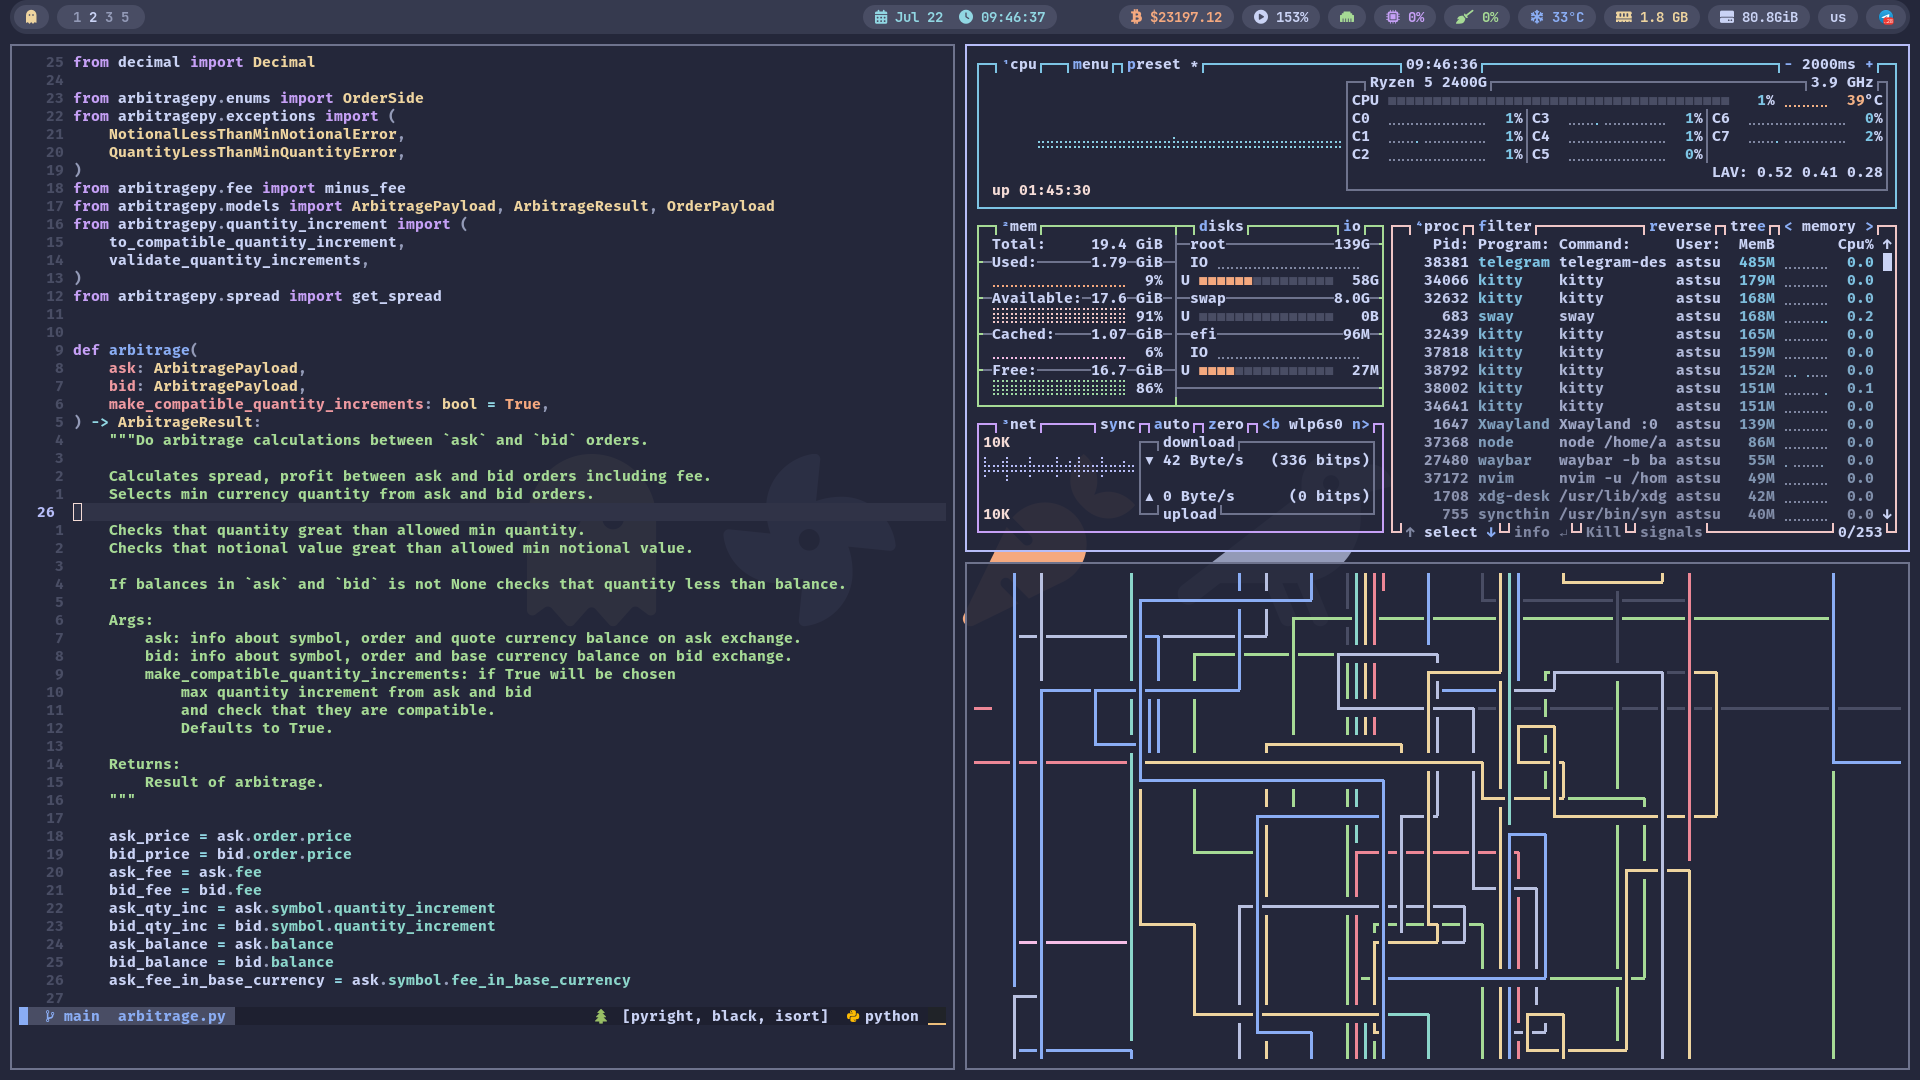 1 2 3 5
Jul 22 09:46:37
$23197.12 153% 0% 0% 33°C 1.8 GB 80.8GiB us
25 from decimal import Decimal
24
23 from arbitragepy.enums import OrderSide
22 from arbitragepy.exceptions import (
21 NotionalLessThanMinNotionalError,
20 QuantityLessThanMinQuantityError,
19 )
18 from arbitragepy.fee import minus_fee
17 from arbitragepy.models import ArbitragePayload, ArbitrageResult, OrderPayload
16 from arbitragepy.quantity_increment import (
15 to_compatible_quantity_increment,
14 validate_quantity_increments,
13 )
12 from arbitragepy.spread import get_spread
11
10
9 def arbitrage(
8 ask: ArbitragePayload,
7 bid: ArbitragePayload,
6 make_compatible_quantity_increments: bool = True,
5 ) -> ArbitrageResult:
4 """Do arbitrage calculations between `ask` and `bid` orders.
3
2 Calculates spread, profit between ask and bid orders including fee.
1 Selects min currency quantity from ask and bid orders.
26
1 Checks that quantity great than allowed min quantity.
2 Checks that notional value great than allowed min notional value.
3
4 If balances in `ask` and `bid` is not None checks that quantity less than balance.
5
6 Args:
7 ask: info about symbol, order and quote currency balance on ask exchange.
8 bid: info about symbol, order and base currency balance on bid exchange.
9 make_compatible_quantity_increments: if True will be chosen
10 max quantity increment from ask and bid
11 and check that they are compatible.
12 Defaults to True.
13
14 Returns:
15 Result of arbitrage.
16 """
17
18 ask_price = ask.order.price
19 bid_price = bid.order.price
20 ask_fee = ask.fee
21 bid_fee = bid.fee
22 ask_qty_inc = ask.symbol.quantity_increment
23 bid_qty_inc = bid.symbol.quantity_increment
24 ask_balance = ask.balance
25 bid_balance = bid.balance
26 ask_fee_in_base_currency = ask.symbol.fee_in_base_currency
27
main arbitrage.py [pyright, black, isort] python
¹cpu menu preset * 09:46:36 - 2000ms +
Ryzen 5 2400G 3.9 GHz
CPU 1% 39°C
C0 1% C3 1% C6 0%
C1 1% C4 1% C7 2%
C2 1% C5 0%
LAV: 0.52 0.41 0.28
up 01:45:30
²mem disks io
Total: 19.4 GiB root 139G
Used: 1.79 GiB IO
9% U 58G
Available: 17.6 GiB swap 8.0G
91% U 0B
Cached: 1.07 GiB efi 96M
6% IO
Free: 16.7 GiB U 27M
86%
³net sync auto zero <b wlp6s0 n>
10K download
▼ 42 Byte/s (336 bitps)
▲ 0 Byte/s (0 bitps)
10K upload
⁴proc filter reverse tree < memory >
Pid: Program: Command: User: MemB Cpu% ↑
38381 telegram telegram-des astsu 485M 0.0
34066 kitty kitty astsu 179M 0.0
32632 kitty kitty astsu 168M 0.0
683 sway sway astsu 168M 0.2
32439 kitty kitty astsu 165M 0.0
37818 kitty kitty astsu 159M 0.0
38792 kitty kitty astsu 152M 0.0
38002 kitty kitty astsu 151M 0.1
34641 kitty kitty astsu 151M 0.0
1647 Xwayland Xwayland :0 astsu 139M 0.0
37368 node node /home/a astsu 86M 0.0
27480 waybar waybar -b ba astsu 55M 0.0
37172 nvim nvim -u /hom astsu 49M 0.0
1708 xdg-desk /usr/lib/xdg astsu 42M 0.0
755 syncthin /usr/bin/syn astsu 40M 0.0 ↓
↑ select ↓ info ↵ Kill signals 0/253